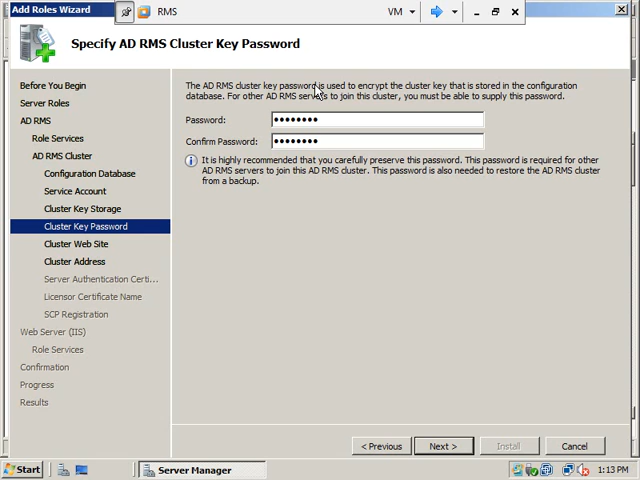 Add Roles Wizard
RMS
VM
Specify AD RMS Cluster Key Password
Before You Begin
Server Roles
AD RMS
Role Services
AD RMS Cluster
Configuration Database
Service Account
Cluster Key Storage
Cluster Key Password
Cluster Web Site
Cluster Address
Server Authentication Certi...
Licensor Certificate Name
SCP Registration
Web Server (IIS)
Role Services
Confirmation
Progress
Results
The AD RMS cluster key password is used to encrypt the cluster key that is stored in the configuration
database. For other AD RMS servers to join this cluster, you must be able to supply this password.
Password: ••••••••
Confirm Password: ••••••••
It is highly recommended that you carefully preserve this password. This password is required for other
AD RMS servers to join this AD RMS cluster. This password is also needed to restore the AD RMS cluster
from a backup.
< Previous
Next >
Install
Cancel
Start
Server Manager
1:13 PM